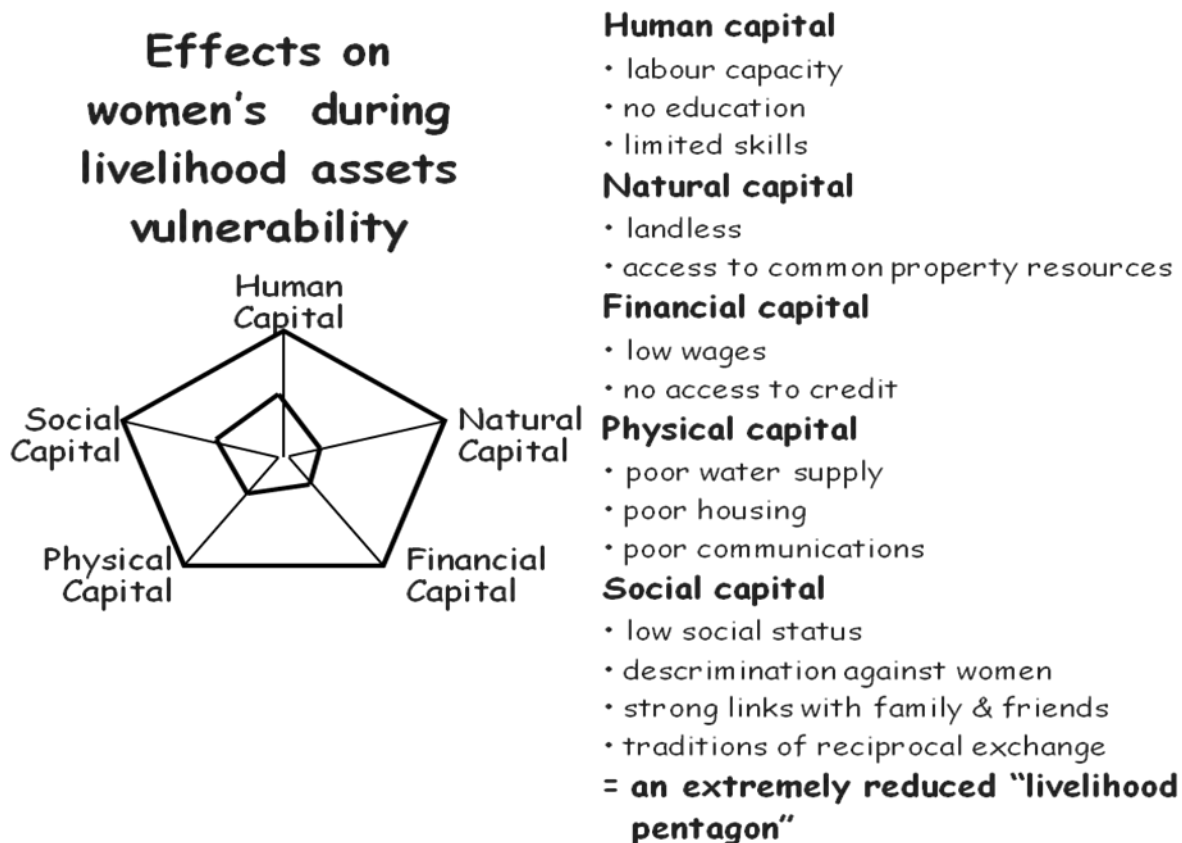 Effects on
women's during
livelihood assets
vulnerability
Human
Capital
Social
Capital
Natural
Capital
Physical
Capital
Financial
Capital
Human capital
• labour capacity
• no education
• limited skills
Natural capital
• landless
• access to common property resources
Financial capital
• low wages
• no access to credit
Physical capital
• poor water supply
• poor housing
• poor communications
Social capital
• low social status
• descrimination against women
• strong links with family & friends
• traditions of reciprocal exchange
= an extremely reduced “livelihood
pentagon”